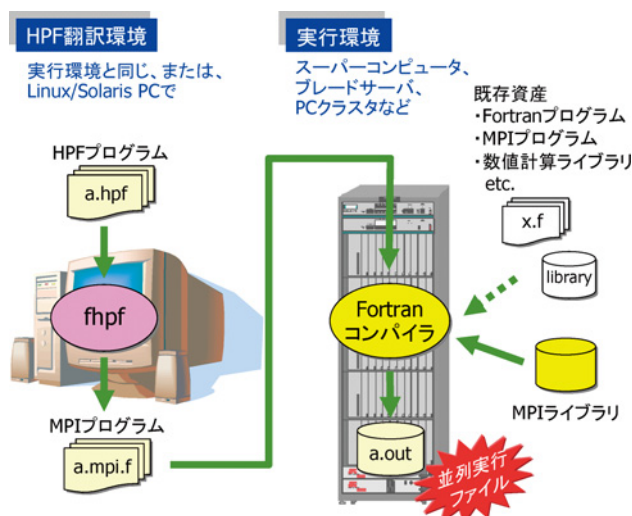 HPF翻訳環境
実行環境と同じ、または、
Linux/Solaris PCで
HPFプログラム
a.hpf
fhpf
MPIプログラム
a.mpi.f
実行環境
スーパーコンピュータ、
ブレードサーバ、
PCクラスタなど
既存資産
・Fortranプログラム
・MPIプログラム
・数値計算ライブラリ
etc.
x.f
library
Fortran
コンパイラ
MPIライブラリ
a.out
並列実行
ファイル